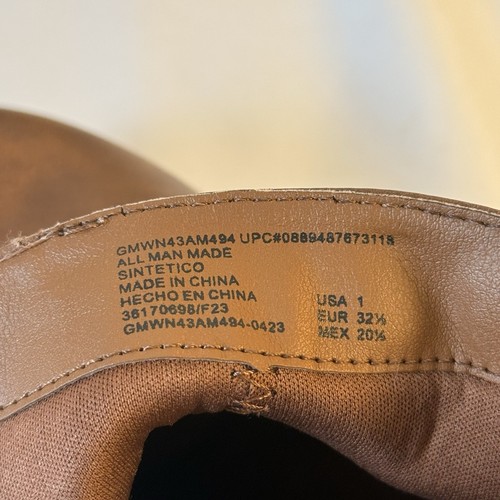 GMWN43AM494 UPC#0889487673118
ALL MAN MADE
SINTETICO
MADE IN CHINA
HECHO EN CHINA
36170698/F23
GMWN43AM494-0423
USA 1
EUR 32½
MEX 20½